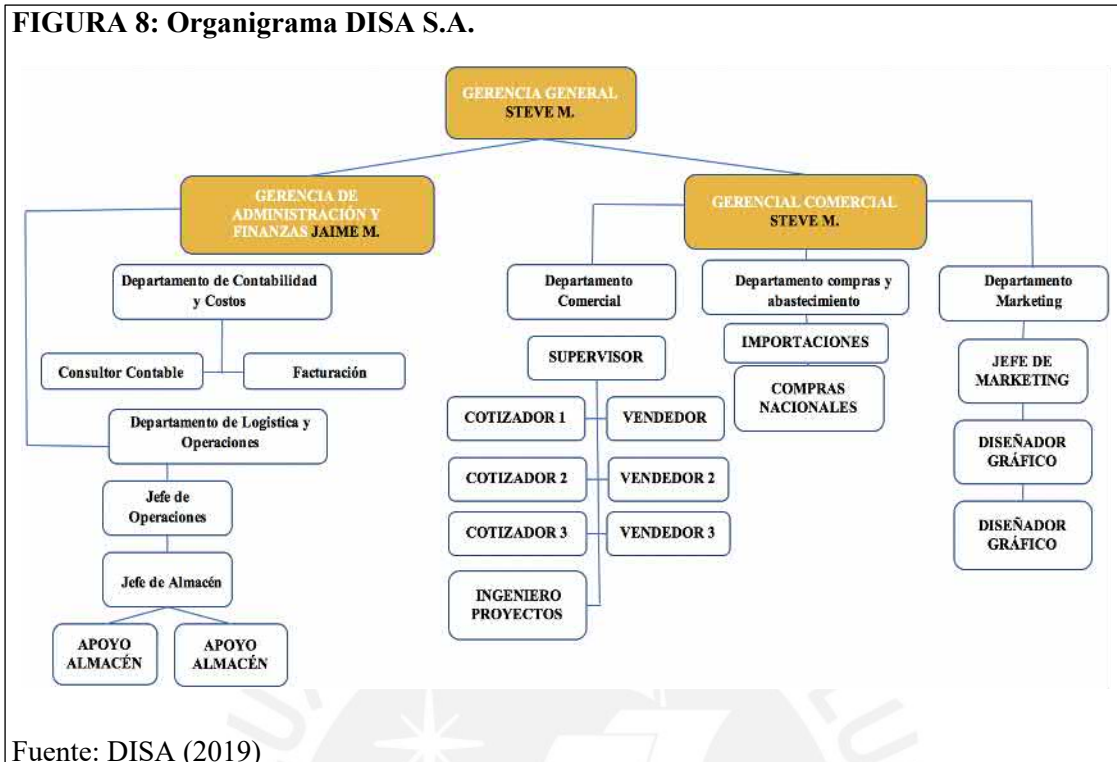 FIGURA 8: Organigrama DISA S.A.
GERENCIA GENERAL
STEVE M.
GERENCIA DE
ADMINISTRACIÓN Y
FINANZAS JAIME M.
GERENCIAL COMERCIAL
STEVE M.
Departamento de Contabilidad
y Costos
Consultor Contable
Facturación
Departamento de Logística y
Operaciones
Jefe de
Operaciones
Jefe de Almacén
APOYO
ALMACÉN
APOYO
ALMACÉN
Departamento
Comercial
SUPERVISOR
COTIZADOR 1
VENDEDOR
COTIZADOR 2
VENDEDOR 2
COTIZADOR 3
VENDEDOR 3
INGENIERO
PROYECTOS
Departamento compras y
abastecimiento
IMPORTACIONES
COMPRAS
NACIONALES
Departamento
Marketing
JEFE DE
MARKETING
DISEÑADOR
GRÁFICO
DISEÑADOR
GRÁFICO
Fuente: DISA (2019)